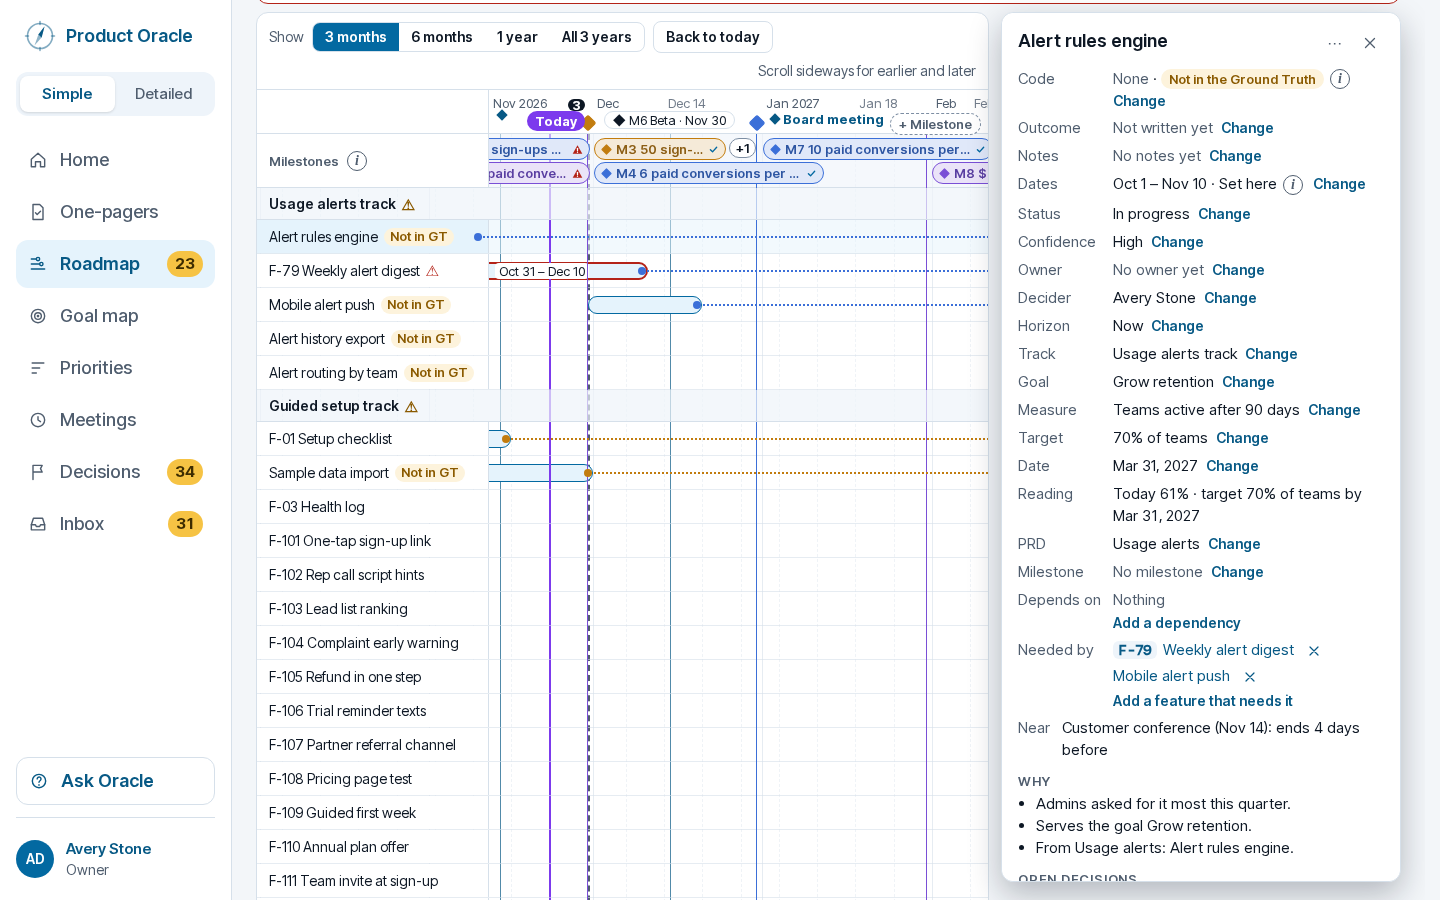 Product Oracle
Simple
Detailed
Home
One-pagers
Roadmap 23
Goal map
Priorities
Meetings
Decisions 34
Inbox 31
Ask Oracle
AD
Avery Stone
Owner
Show
3 months
6 months
1 year
All 3 years
Back to today
Scroll sideways for earlier and later
Nov 2026
3
Dec
Dec 14
Jan 2027
Jan 18
Feb
Fe
Today
M6 Beta · Nov 30
Board meeting
+ Milestone
Milestones i
sign-ups ...
M3 50 sign-...
+1
M7 10 paid conversions per...
paid conve...
M4 6 paid conversions per ...
M8 $
Usage alerts track
Alert rules engine Not in GT
F-79 Weekly alert digest
Oct 31 – Dec 10
Mobile alert push Not in GT
Alert history export Not in GT
Alert routing by team Not in GT
Guided setup track
F-01 Setup checklist
Sample data import Not in GT
F-03 Health log
F-101 One-tap sign-up link
F-102 Rep call script hints
F-103 Lead list ranking
F-104 Complaint early warning
F-105 Refund in one step
F-106 Trial reminder texts
F-107 Partner referral channel
F-108 Pricing page test
F-109 Guided first week
F-110 Annual plan offer
F-111 Team invite at sign-up
Alert rules engine
...
Code None · Not in the Ground Truth i
Change
Outcome Not written yet Change
Notes No notes yet Change
Dates Oct 1 – Nov 10 · Set here i Change
Status In progress Change
Confidence High Change
Owner No owner yet Change
Decider Avery Stone Change
Horizon Now Change
Track Usage alerts track Change
Goal Grow retention Change
Measure Teams active after 90 days Change
Target 70% of teams Change
Date Mar 31, 2027 Change
Reading Today 61% · target 70% of teams by
Mar 31, 2027
PRD Usage alerts Change
Milestone No milestone Change
Depends on Nothing
Add a dependency
Needed by F-79 Weekly alert digest
Mobile alert push
Add a feature that needs it
Near Customer conference (Nov 14): ends 4 days
before
WHY
• Admins asked for it most this quarter.
• Serves the goal Grow retention.
• From Usage alerts: Alert rules engine.
OPEN DECISIONS